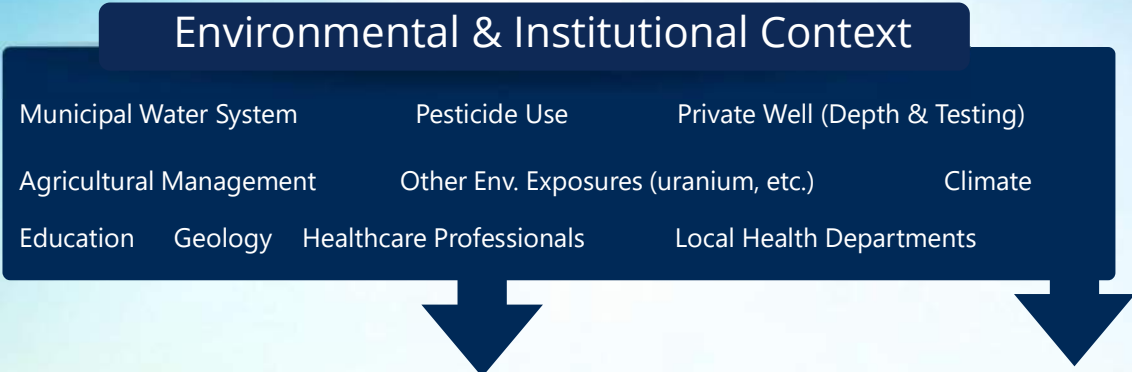 Environmental & Institutional Context
Municipal Water System Pesticide Use Private Well (Depth & Testing)
Agricultural Management Other Env. Exposures (uranium, etc.) Climate
Education Geology Healthcare Professionals Local Health Departments